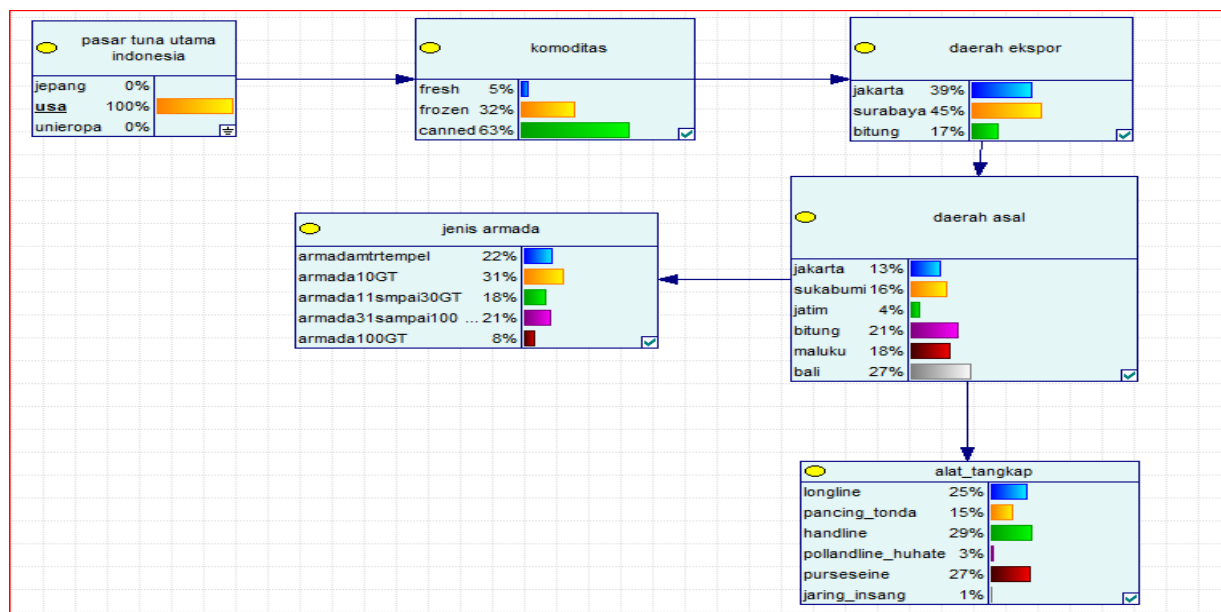 pasar tuna utama
indonesia
jepang 0%
usa 100%
unieropa 0%
komoditas
fresh 5%
frozen 32%
canned 63%
daerah ekspor
jakarta 39%
surabaya 45%
bitung 17%
jenis armada
armadamtrtempel 22%
armada10GT 31%
armada11smpai30GT 18%
armada31sampai100 ... 21%
armada100GT 8%
daerah asal
jakarta 13%
sukabumi 16%
jatim 4%
bitung 21%
maluku 18%
bali 27%
alat_tangkap
longline 25%
pancing_tonda 15%
handline 29%
pollandline_huhate 3%
purseseine 27%
jaring_insang 1%